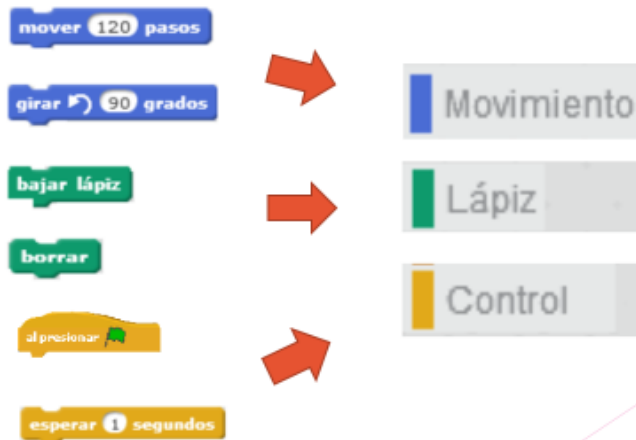 mover 120 pasos
girar 90 grados
bajar lápiz
borrar
al presionar
esperar 1 segundos
Movimiento
Lápiz
Control